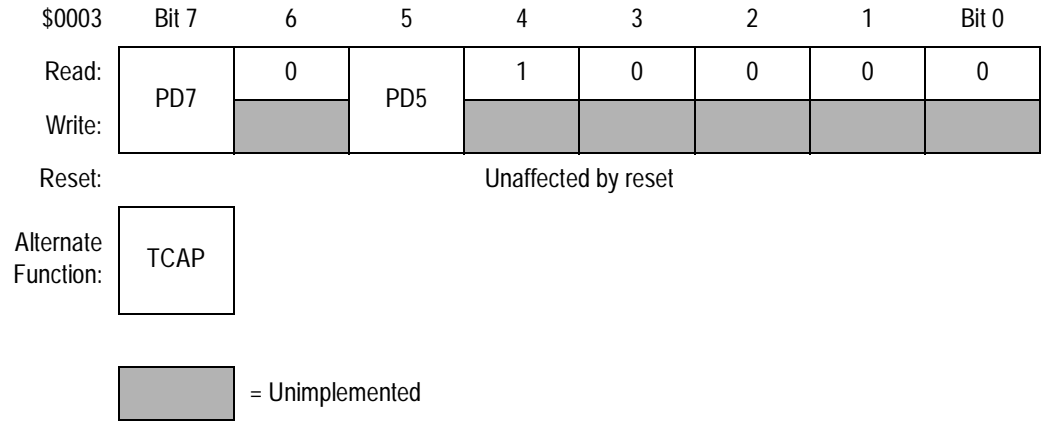 $0003 Bit 7 6 5 4 3 2 1 Bit 0
Read: PD7 0 PD5 1 0 0 0 0
Write:
Reset: Unaffected by reset
Alternate
Function: TCAP
= Unimplemented